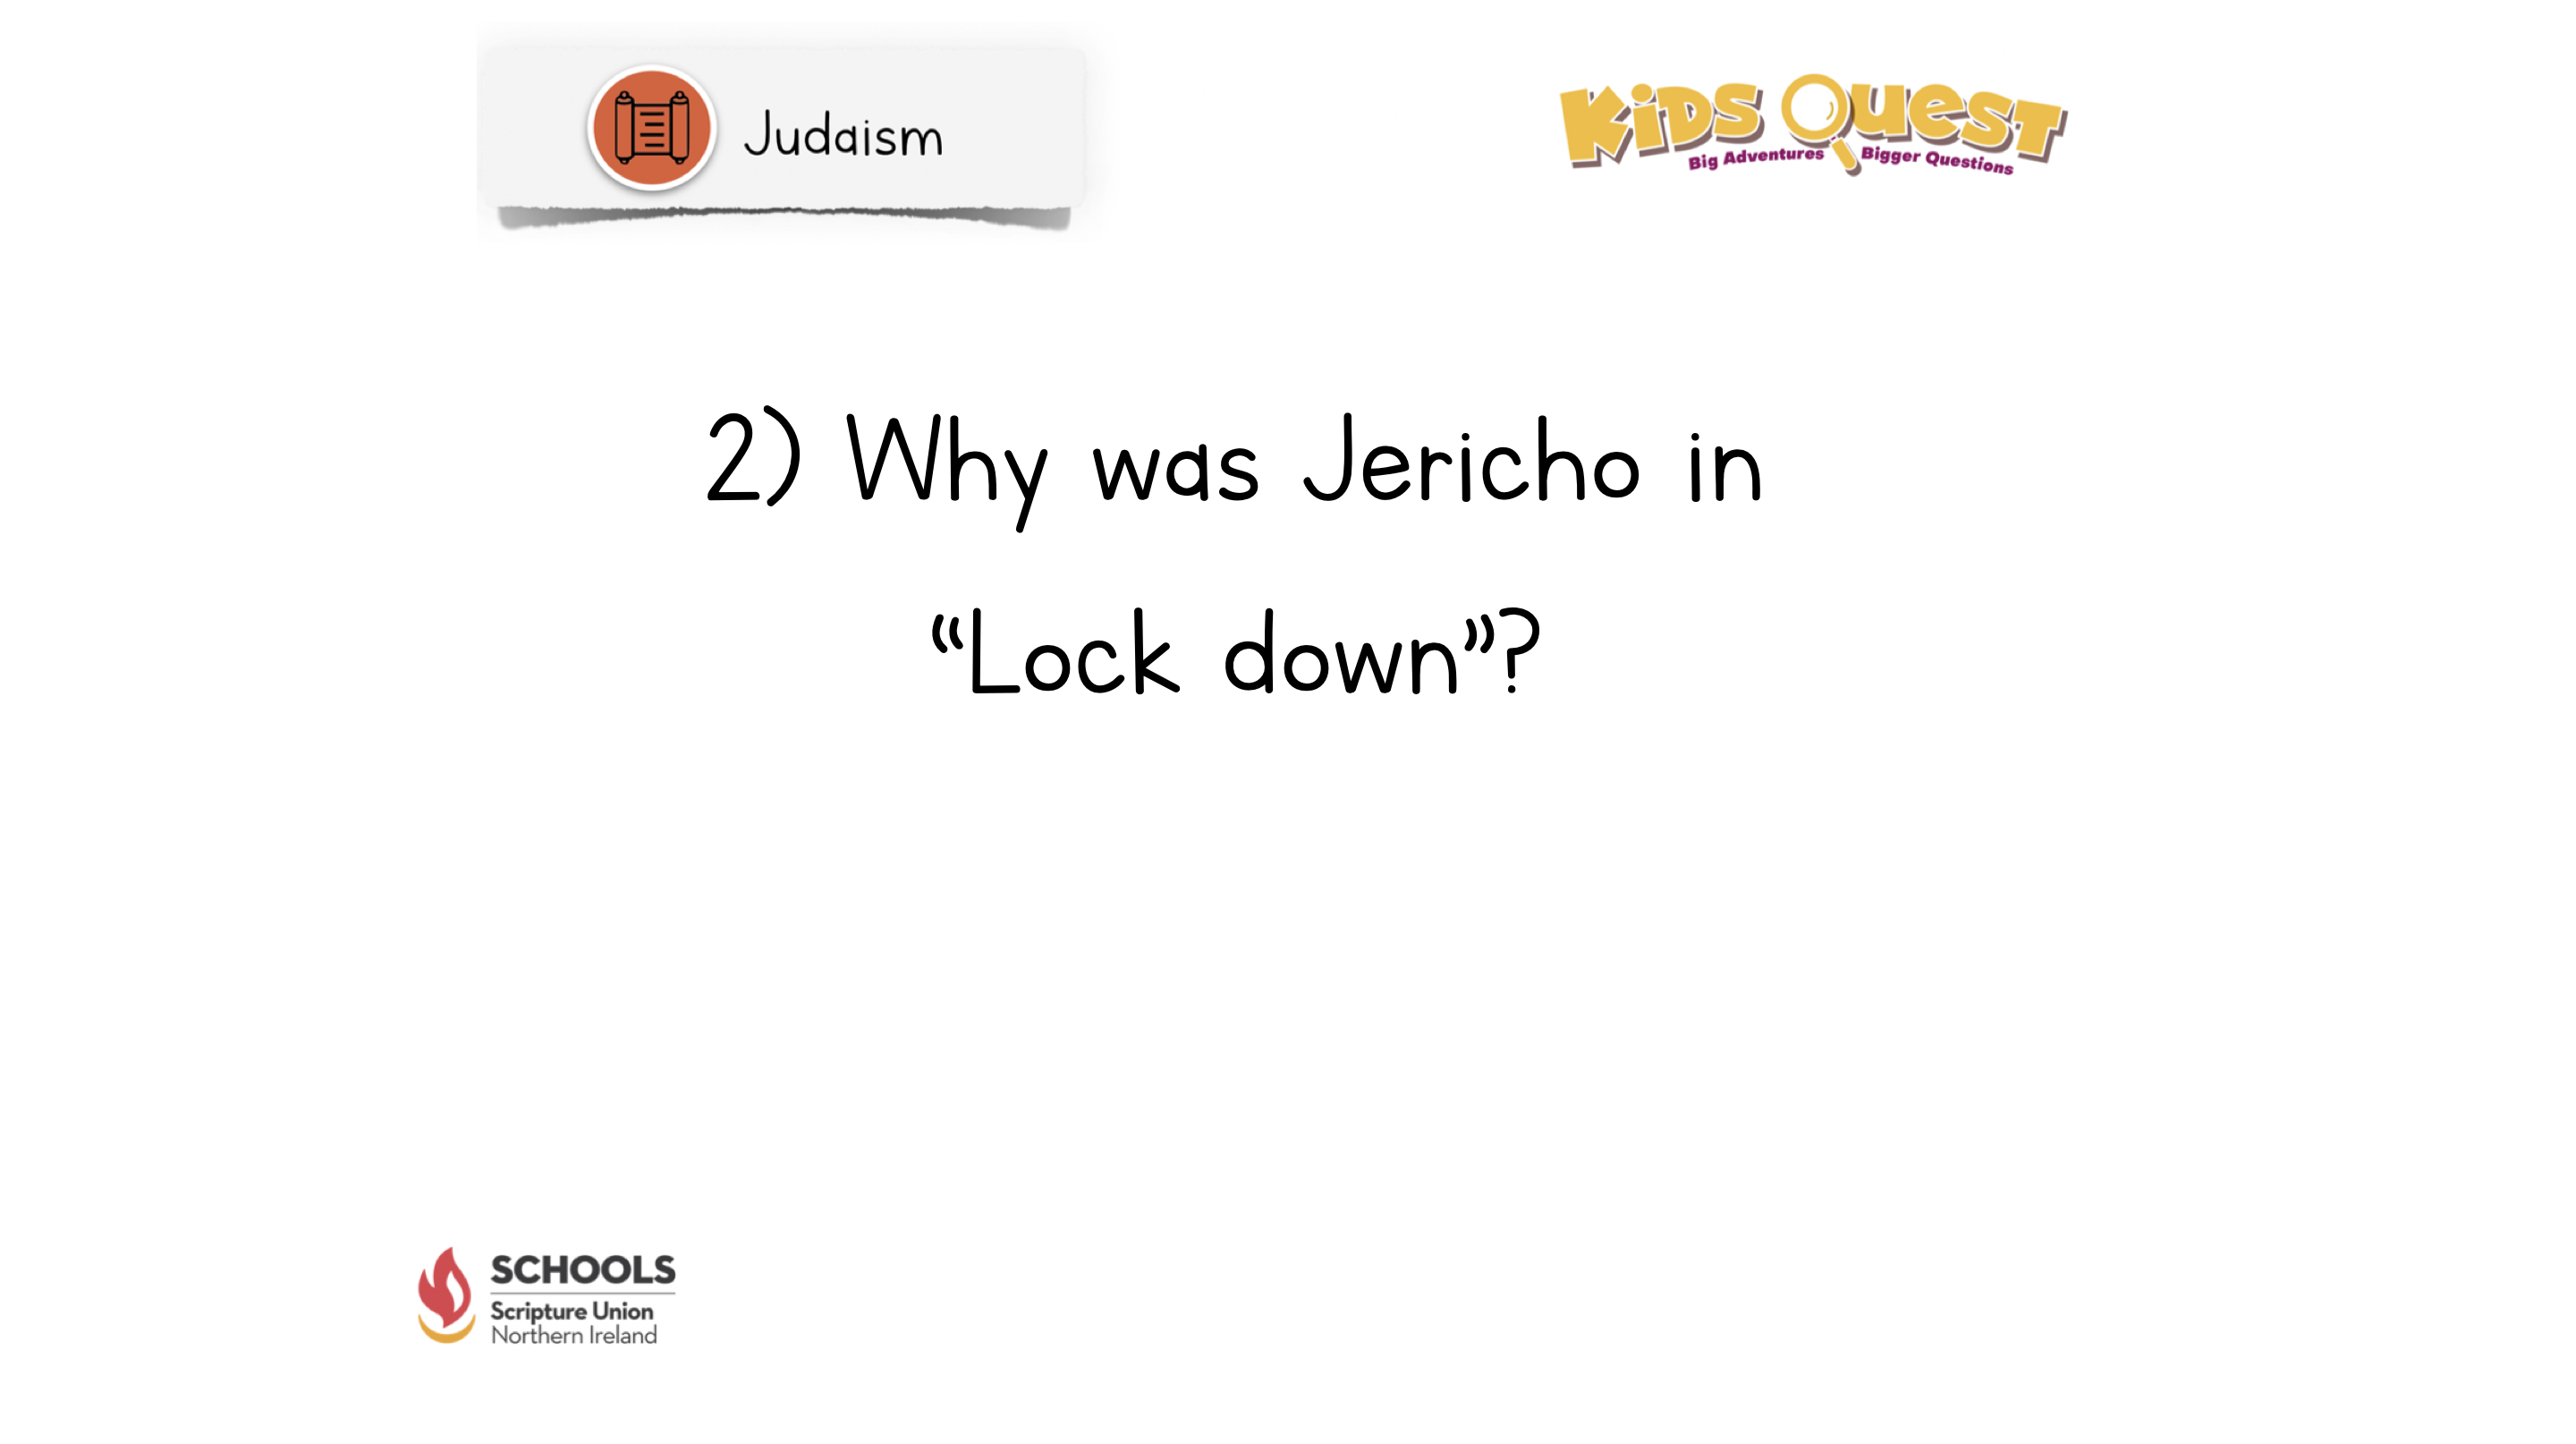 Judaism
KiDS QUEST
Big Adventures Bigger Questions
2) Why was Jericho in
“Lock down”?
SCHOOLS
Scripture Union
Northern Ireland